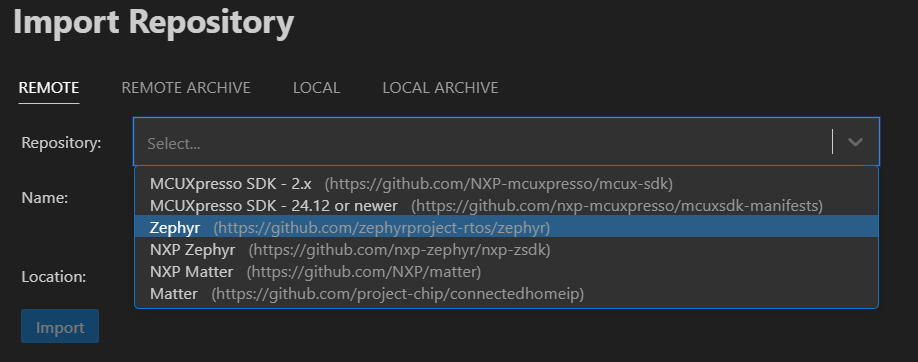 Import Repository
REMOTE REMOTE ARCHIVE LOCAL LOCAL ARCHIVE
Repository: Select...
MCUXpresso SDK - 2.x (https://github.com/NXP-mcuxpresso/mcux-sdk)
Name: MCUXpresso SDK - 24.12 or newer (https://github.com/nxp-mcuxpresso/mcuxsdk-manifests)
Zephyr (https://github.com/zephyrproject-rtos/zephyr)
NXP Zephyr (https://github.com/nxp-zephyr/nxp-zsdk)
Location: NXP Matter (https://github.com/NXP/matter)
Matter (https://github.com/project-chip/connectedhomeip)
Import